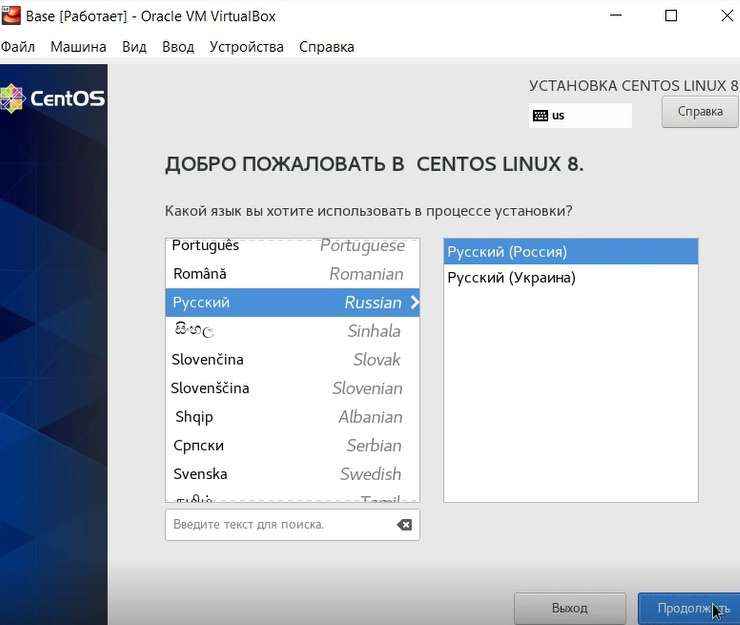 Base [Работает] - Oracle VM VirtualBox
Файл Машина Вид Ввод Устройства Справка
CentOS
УСТАНОВКА CENTOS LINUX 8
us
Справка
ДОБРО ПОЖАЛОВАТЬ В CENTOS LINUX 8.
Какой язык вы хотите использовать в процессе установки?
Português Portuguese
Română Romanian
Русский Russian
සිංහල Sinhala
Slovenčina Slovak
Slovenščina Slovenian
Shqip Albanian
Српски Serbian
Svenska Swedish
தமிழ் Tamil
Русский (Россия)
Русский (Украина)
Введите текст для поиска.
Выход
Продолжить